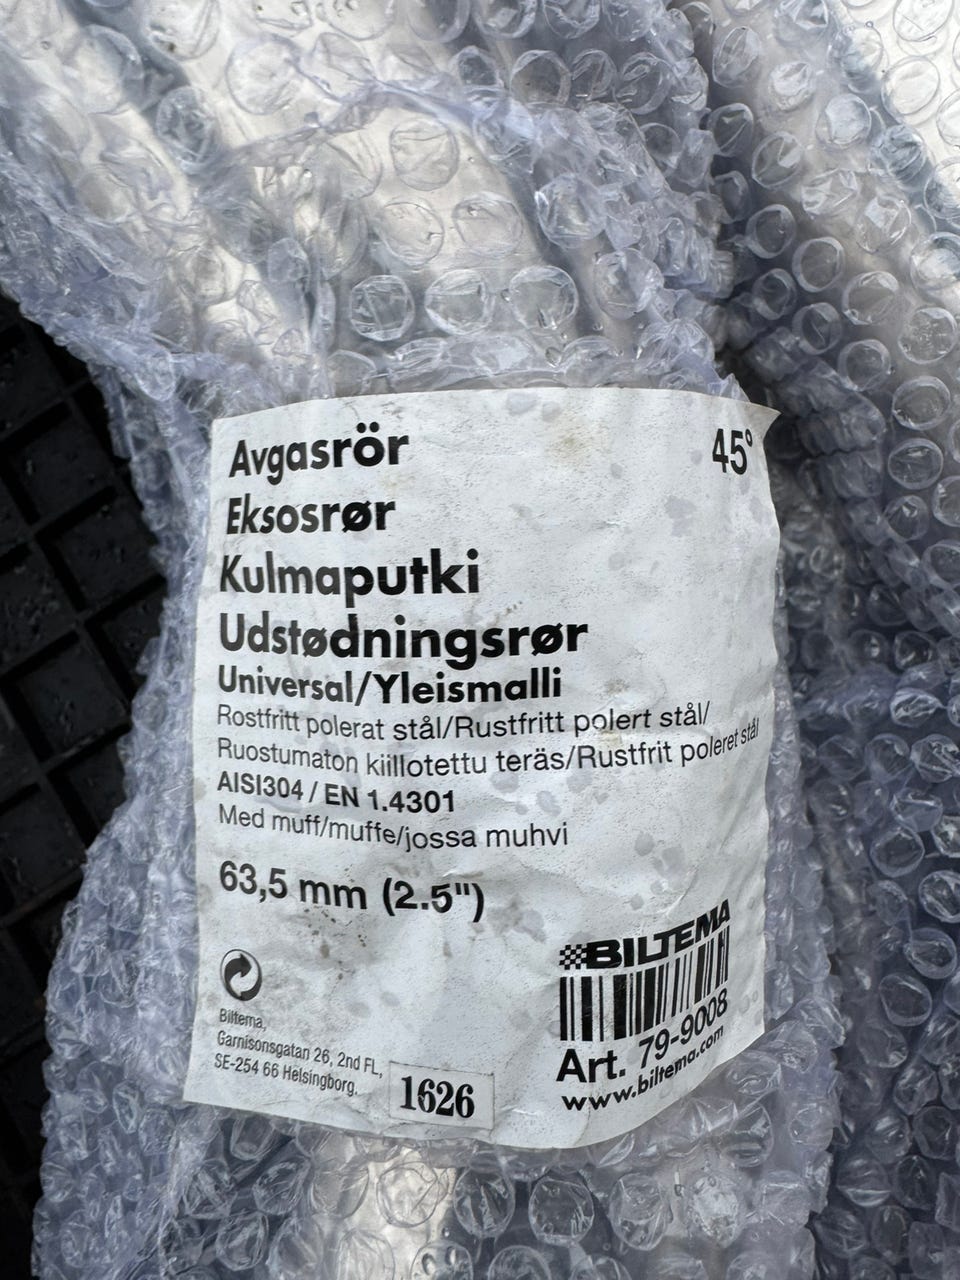 Avgasrör
45°
Eksosrør
Kulmaputki
Udstødningsrør
Universal/Yleismalli
Rostfritt polerat stål/Rustfritt polert stål/
Ruostumaton kiillotettu teräs/Rustfrit poleret stål
AISI304 / EN 1.4301
Med muff/muffe/jossa muhvi
63,5 mm (2.5")
BILTEMA
Art. 79-9008
www.biltema.com
Biltema,
Garnisonsgatan 26, 2nd FL,
SE-254 66 Helsingborg.
1626